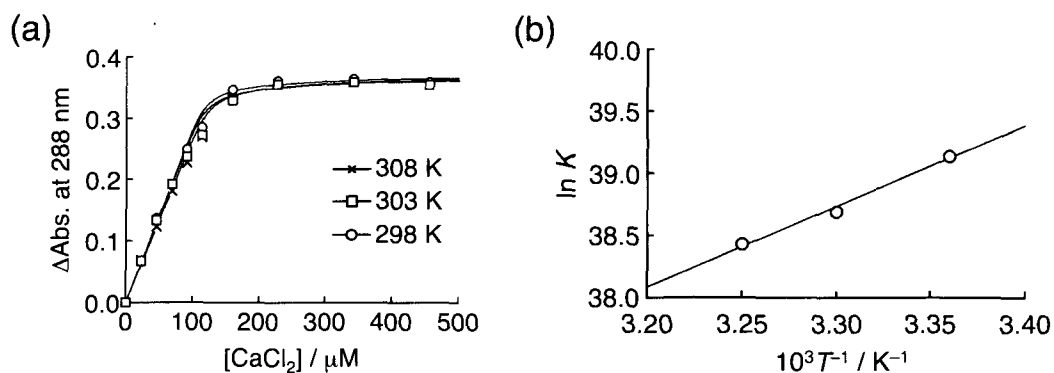 (a)
ΔAbs. at 288 nm
0.4
0.3
0.2
0.1
0.0
308 K
303 K
298 K
0 100 200 300 400 500
[CaCl₂] / μM
(b)
ln K
40.0
39.5
39.0
38.5
38.0
3.20 3.25 3.30 3.35 3.40
10³T⁻¹ / K⁻¹